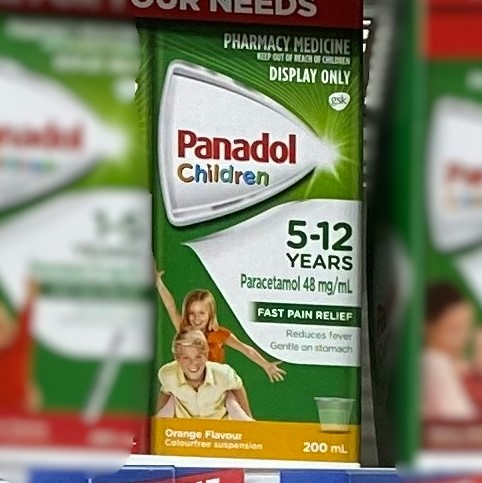 OUR NEEDS
PHARMACY MEDICINE
KEEP OUT OF REACH OF CHILDREN
DISPLAY ONLY
gsk
Panadol
Children
5-12
YEARS
Paracetamol 48 mg/mL
FAST PAIN RELIEF
Reduces fever
Gentle on stomach
Orange Flavour
Colourfree suspension
200 mL